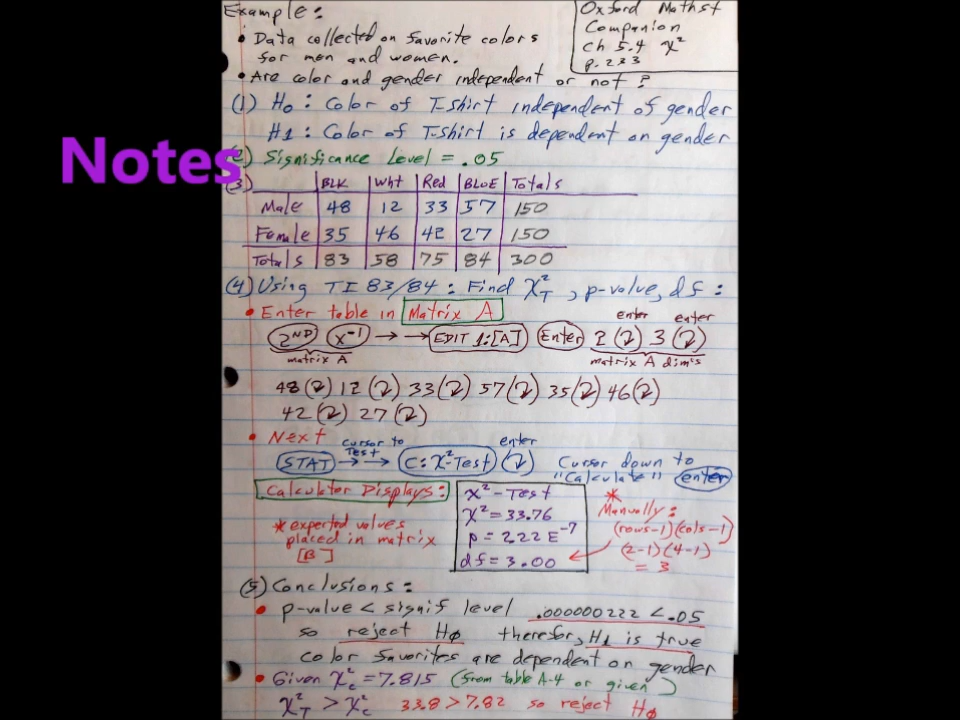 Example:
Oxford Mathst
Companion
ch 5.4 χ²
p. 233
• Data collected on favorite colors
for men and women.
• Are color and gender independent or not?
(1) H0: Color of T-shirt independent of gender
H1: Color of T-shirt is dependent on gender
Notes
(2) Significance Level = .05
(3) BLK Wht Red BLUE Totals
Male 48 12 33 57 150
Female 35 46 42 27 150
Totals 83 58 75 84 300
(4) Using TI 83/84: Find χ²T, p-value, df:
• Enter table in Matrix A
enter enter
2ND x⁻¹ → → EDIT 1:[A] Enter 2 (↲) 3 (↲)
matrix A matrix A dim's
48 (↲) 12 (↲) 33 (↲) 57 (↲) 35 (↲) 46 (↲)
42 (↲) 27 (↲)
• Next cursor to Test enter
STAT → → C: χ²-Test (↲) Cursor down to
"Calculate" enter
Calculator Displays:
χ²-Test
χ² = 33.76
p = 2.22 E⁻⁷
df = 3.00
* expected values
placed in matrix
[B]
* Manually:
(rows-1)(cols-1)
(2-1)(4-1)
= 3
(5) Conclusions:
• p-value < signif level .000000222 < .05
so reject HØ therefor, H1 is true
color favorites are dependent on gender
• Given χ²c = 7.815 (from table A-4 or given)
χ²T > χ²c 33.8 > 7.82 so reject HØ